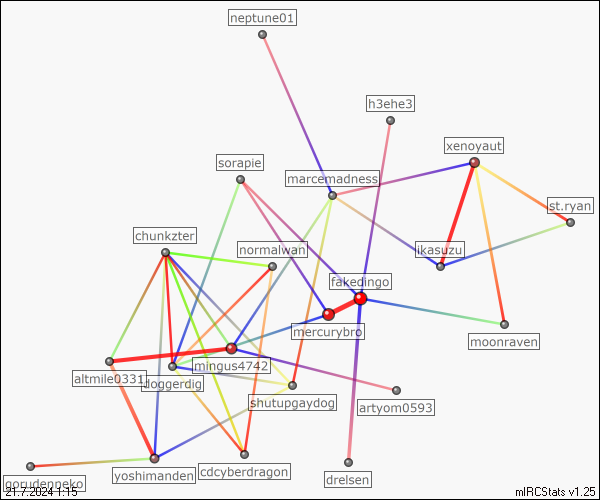 neptune01
h3ehe3
xenoyaut
sorapie
marcemadness
st.ryan
chunkzter
normalwan
ikasuzu
fakedingo
mercurybro
moonraven
mingus4742
altmile0331
doggerdig
shutupgaydog
artyom0593
cdcyberdragon
yoshimanden
drelsen
gorudenneko
21.7.2024 1:15
mIRCStats v1.25